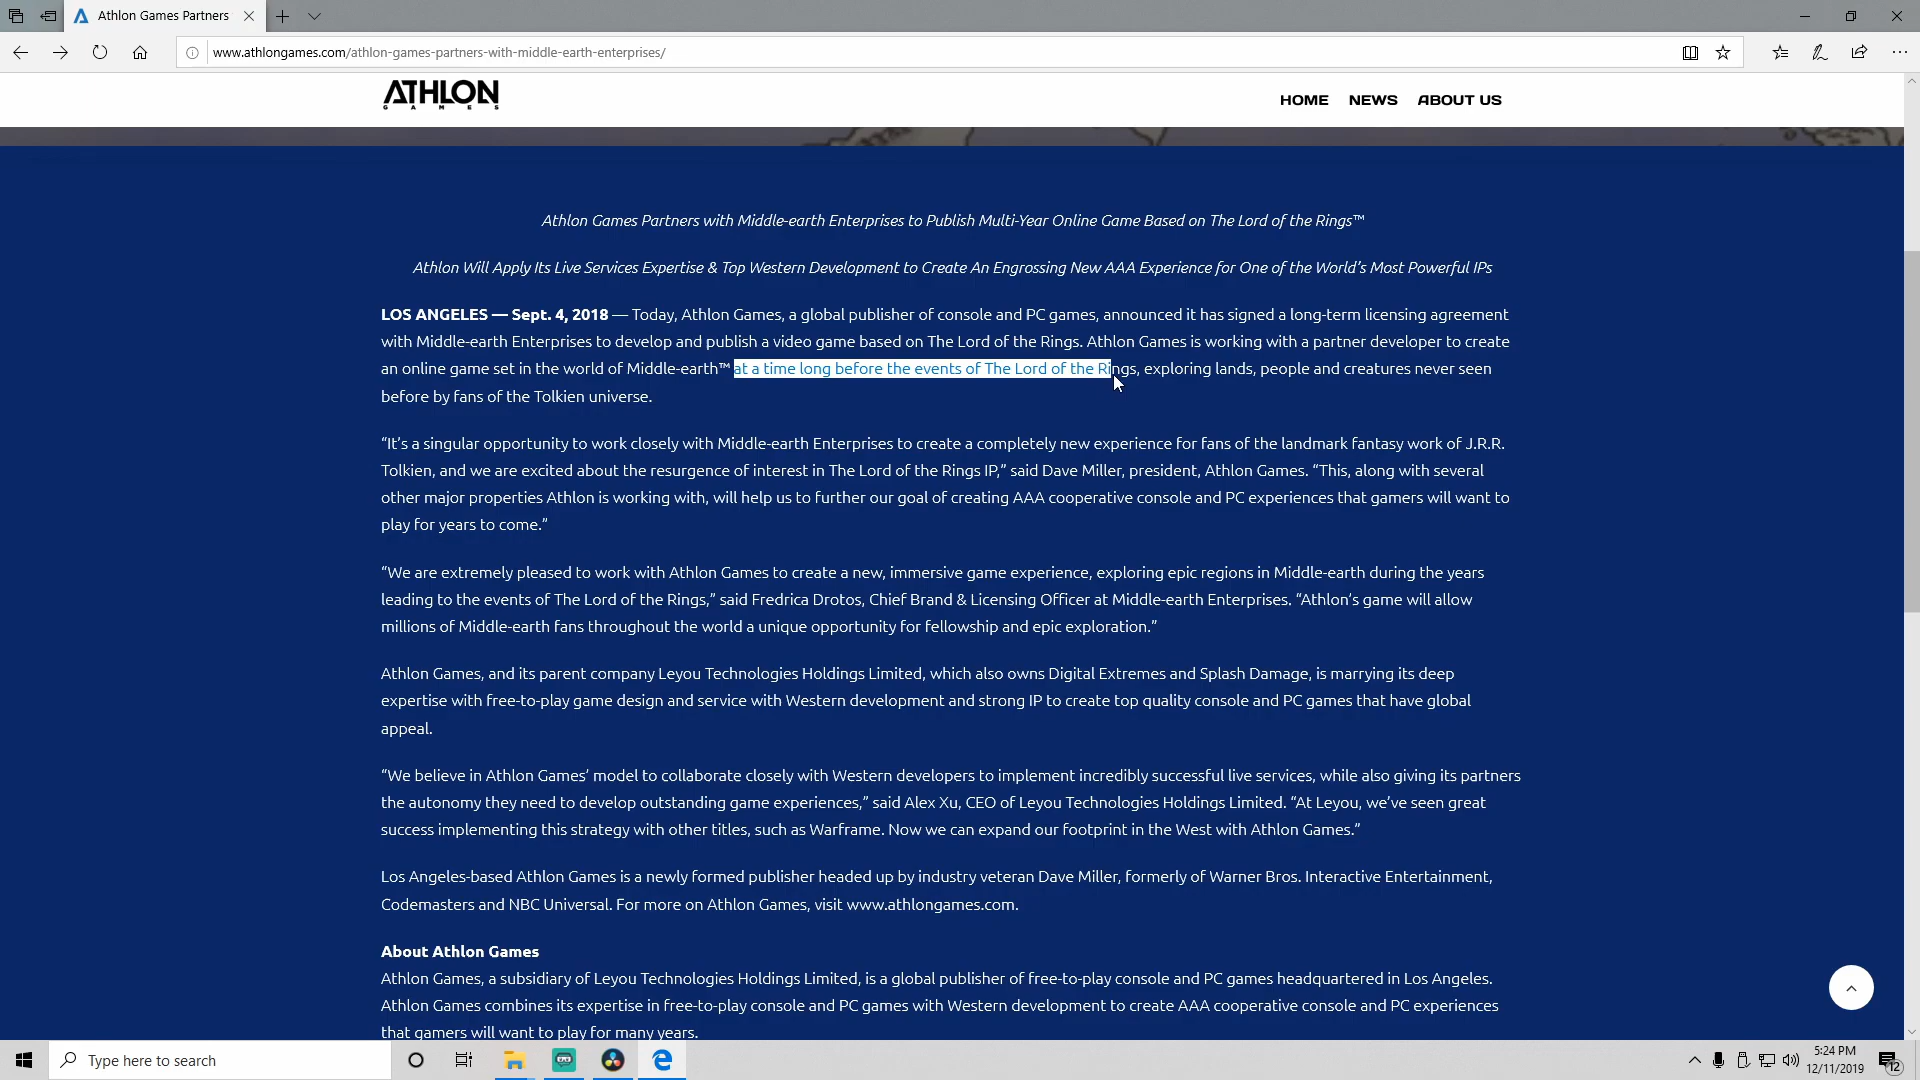 Athlon Games Partners
www.athlongames.com/athlon-games-partners-with-middle-earth-enterprises/
ATHLON
GAMES
HOME NEWS ABOUT US
Athlon Games Partners with Middle-earth Enterprises to Publish Multi-Year Online Game Based on The Lord of the Rings™
Athlon Will Apply Its Live Services Expertise & Top Western Development to Create An Engrossing New AAA Experience for One of the World’s Most Powerful IPs
LOS ANGELES — Sept. 4, 2018 — Today, Athlon Games, a global publisher of console and PC games, announced it has signed a long-term licensing agreement
with Middle-earth Enterprises to develop and publish a video game based on The Lord of the Rings. Athlon Games is working with a partner developer to create
an online game set in the world of Middle-earth™ at a time long before the events of The Lord of the Rings, exploring lands, people and creatures never seen
before by fans of the Tolkien universe.
“It’s a singular opportunity to work closely with Middle-earth Enterprises to create a completely new experience for fans of the landmark fantasy work of J.R.R.
Tolkien, and we are excited about the resurgence of interest in The Lord of the Rings IP,” said Dave Miller, president, Athlon Games. “This, along with several
other major properties Athlon is working with, will help us to further our goal of creating AAA cooperative console and PC experiences that gamers will want to
play for years to come.”
“We are extremely pleased to work with Athlon Games to create a new, immersive game experience, exploring epic regions in Middle-earth during the years
leading to the events of The Lord of the Rings,” said Fredrica Drotos, Chief Brand & Licensing Officer at Middle-earth Enterprises. “Athlon’s game will allow
millions of Middle-earth fans throughout the world a unique opportunity for fellowship and epic exploration.”
Athlon Games, and its parent company Leyou Technologies Holdings Limited, which also owns Digital Extremes and Splash Damage, is marrying its deep
expertise with free-to-play game design and service with Western development and strong IP to create top quality console and PC games that have global
appeal.
“We believe in Athlon Games’ model to collaborate closely with Western developers to implement incredibly successful live services, while also giving its partners
the autonomy they need to develop outstanding game experiences,” said Alex Xu, CEO of Leyou Technologies Holdings Limited. “At Leyou, we’ve seen great
success implementing this strategy with other titles, such as Warframe. Now we can expand our footprint in the West with Athlon Games.”
Los Angeles-based Athlon Games is a newly formed publisher headed up by industry veteran Dave Miller, formerly of Warner Bros. Interactive Entertainment,
Codemasters and NBC Universal. For more on Athlon Games, visit www.athlongames.com.
About Athlon Games
Athlon Games, a subsidiary of Leyou Technologies Holdings Limited, is a global publisher of free-to-play console and PC games headquartered in Los Angeles.
Athlon Games combines its expertise in free-to-play console and PC games with Western development to create AAA cooperative console and PC experiences
that gamers will want to play for many years.
Type here to search
5:24 PM
12/11/2019
12